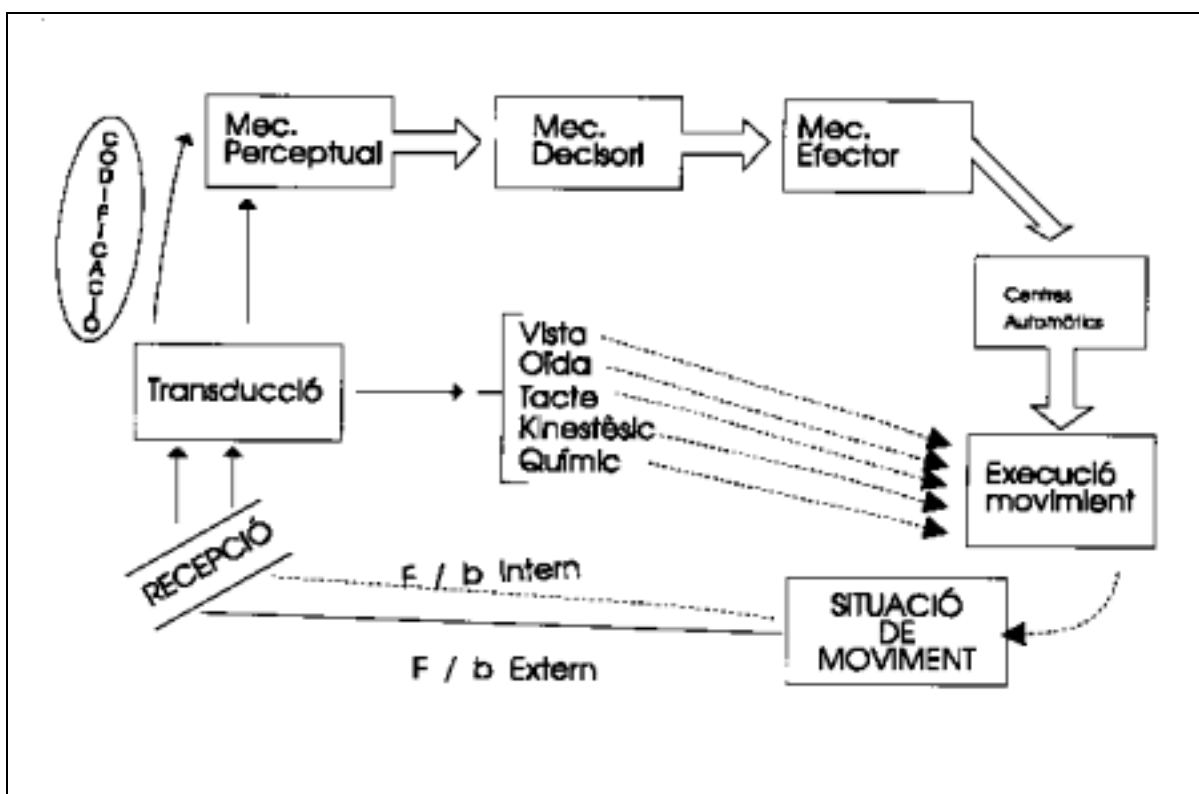 CODIFICACIÓ
Mec.
Perceptual
Mec.
Decisori
Mec.
Efector
Centres
Automàtics
Transducció
Vista
Oïda
Tacte
Kinestèsic
Químic
Execució
movimient
RECEPCIÓ
F / b Intern
F / b Extern
SITUACIÓ
DE
MOVIMENT